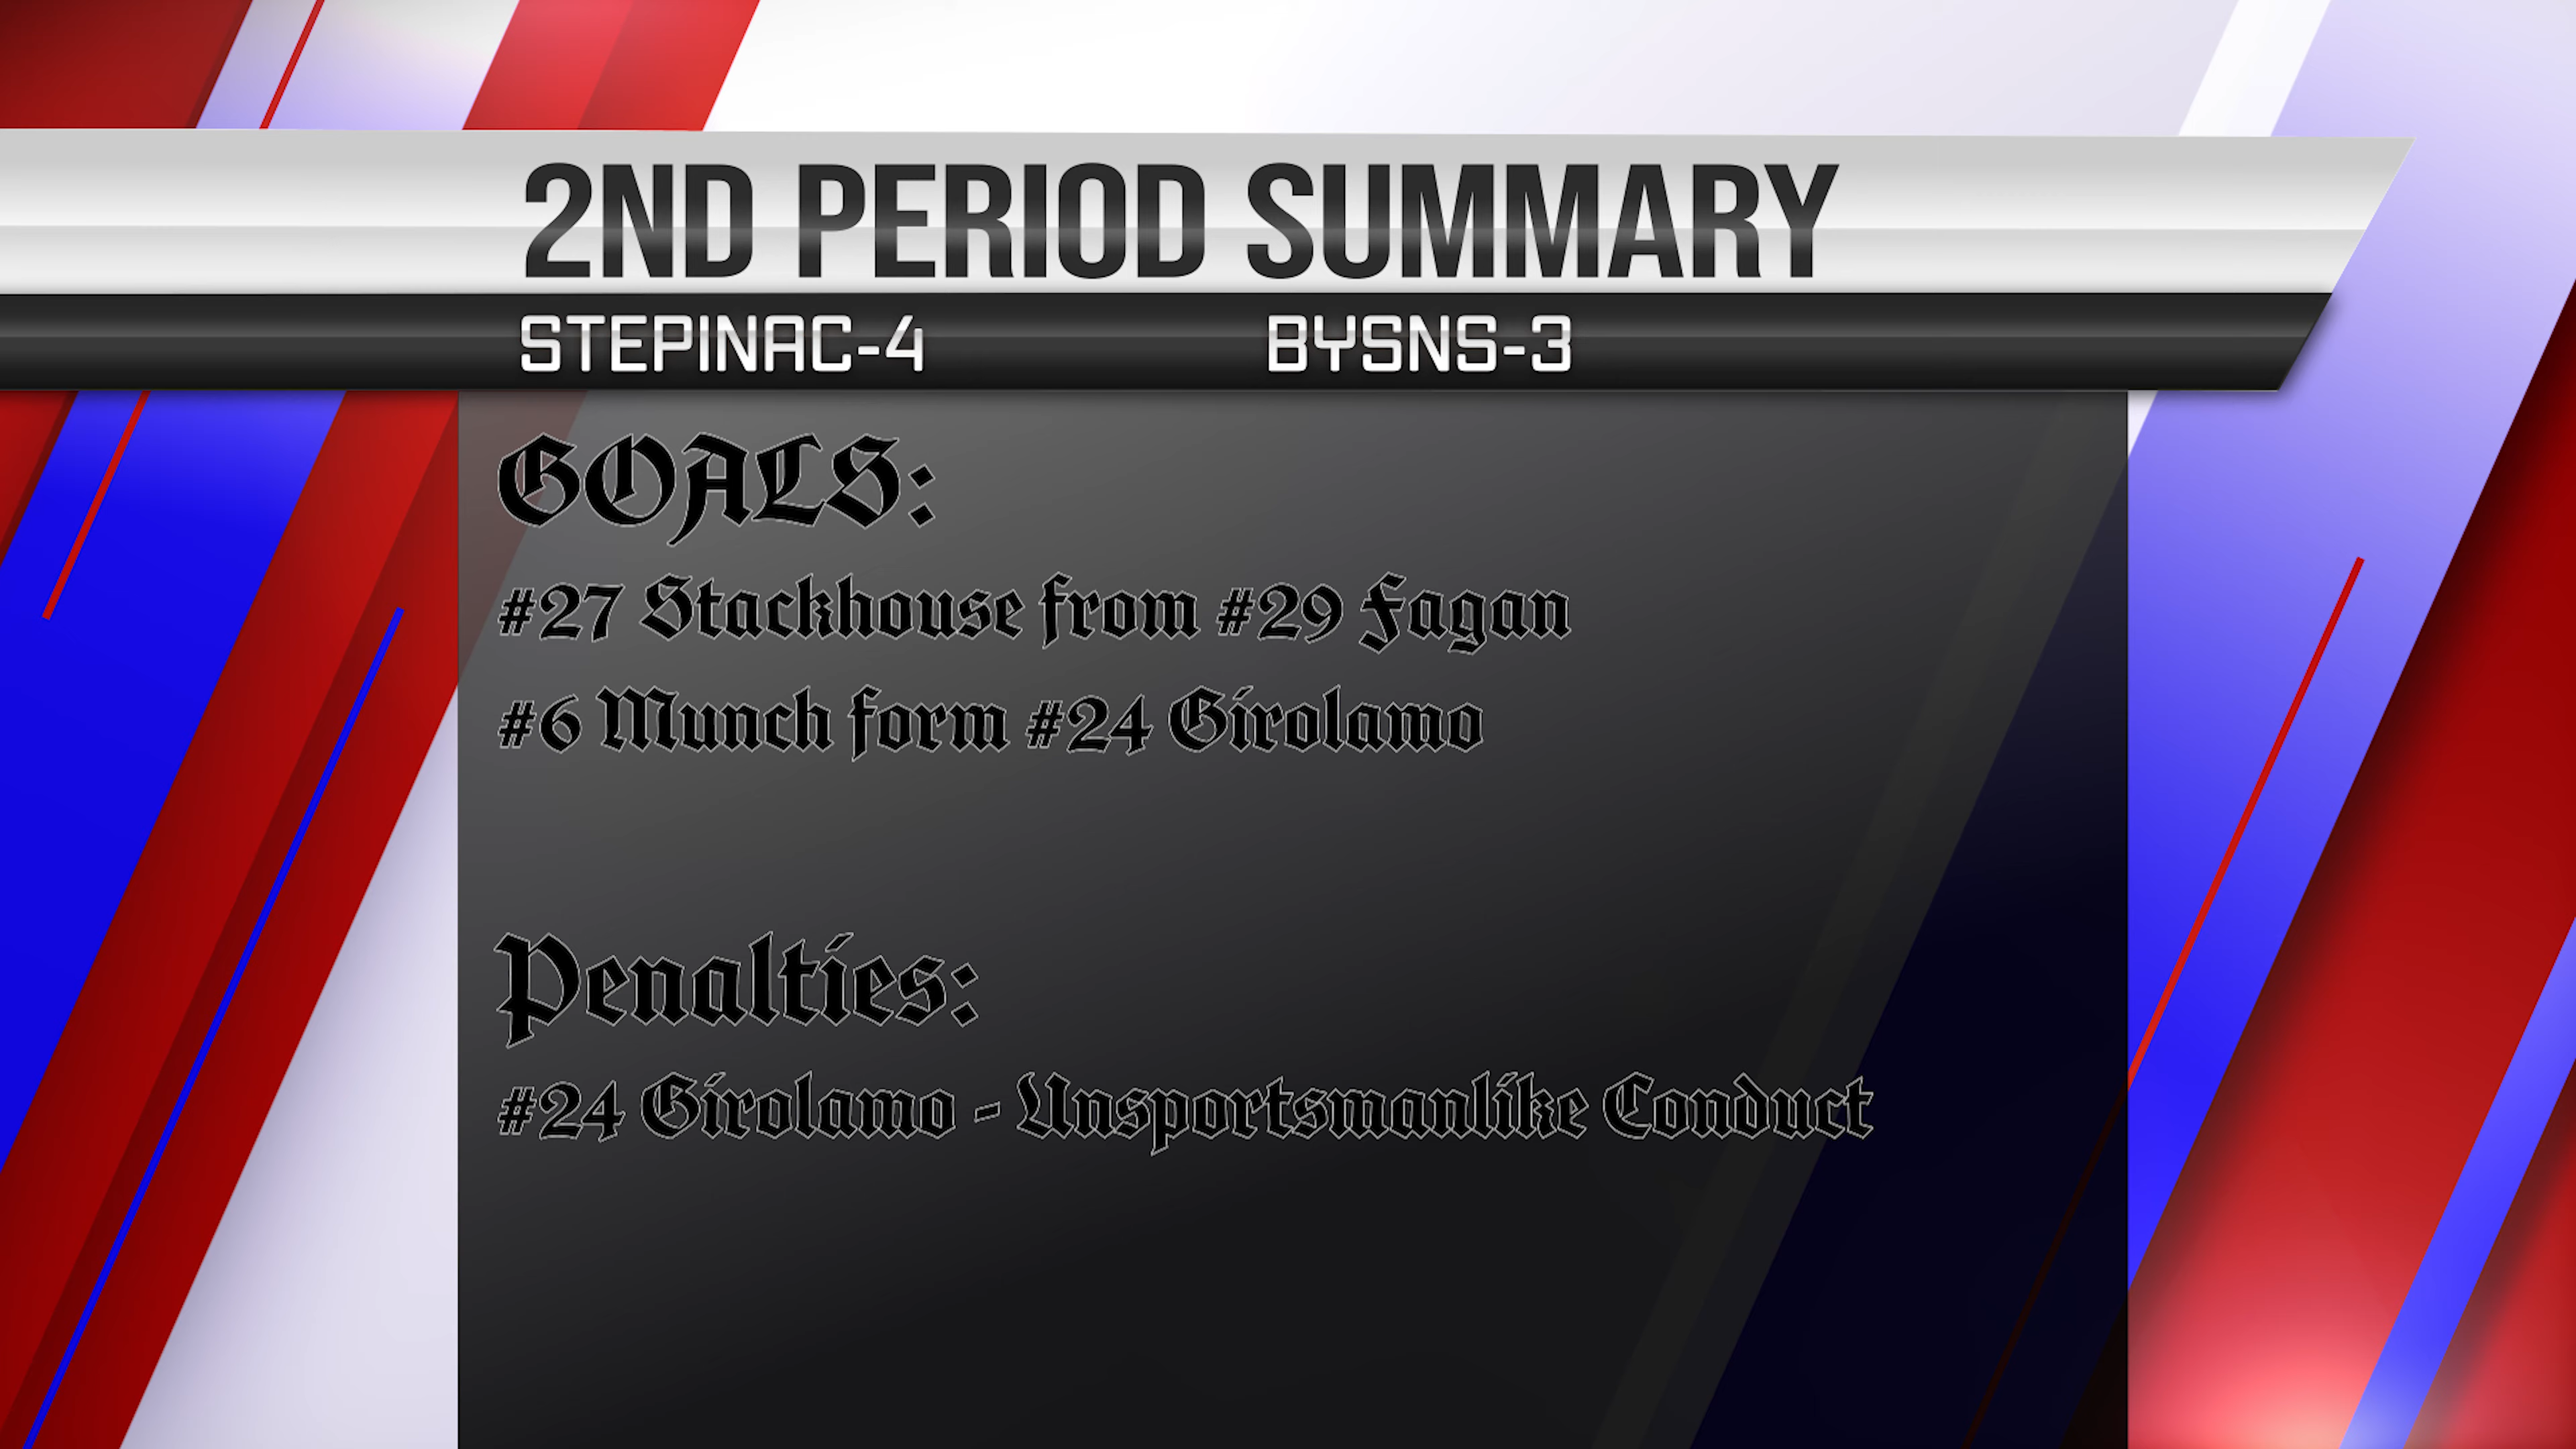 2ND PERIOD SUMMARY
STEPINAC-4 BYSNS-3
GOALS:
#27 Stackhouse from #29 Fagan
#6 Munch form #24 Girolamo
Penalties:
#24 Girolamo - Unsportsmanlike Conduct